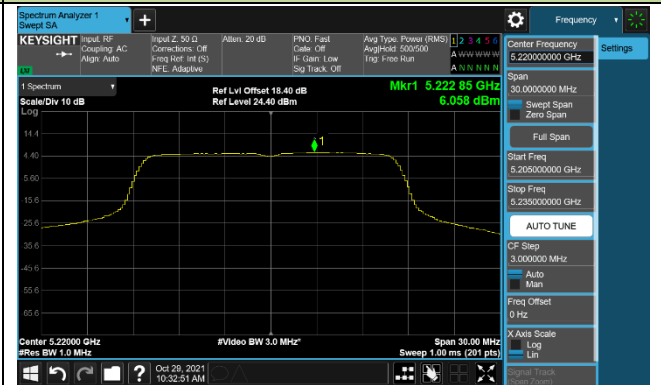 Spectrum Analyzer 1
Swept SA
Frequency
KEYSIGHT
Input: RF
Coupling: AC
Align: Auto
Input Z: 50 Ω
Corrections: Off
Freq Ref: Int (S)
NFE: Adaptive
Atten: 20 dB
PNO: Fast
Gate: Off
IF Gain: Low
Sig Track: Off
Avg Type: Power (RMS)
Avg|Hold: 500/500
Trig: Free Run
1 2 3 4 5 6
A W W W W W
A N N N N N
LXI
1 Spectrum
Scale/Div 10 dB
Log
Ref Lvl Offset 18.40 dB
Ref Level 24.40 dBm
Mkr1 5.222 85 GHz
6.058 dBm
1
14.4
4.40
-5.60
-15.6
-25.6
-35.6
-45.6
-55.6
-65.6
Center 5.22000 GHz
#Res BW 1.0 MHz
#Video BW 3.0 MHz*
Span 30.00 MHz
Sweep 1.00 ms (201 pts)
Oct 29, 2021
10:32:51 AM
?
Center Frequency
5.220000000 GHz
Settings
Span
30.0000000 MHz
Swept Span
Zero Span
Full Span
Start Freq
5.205000000 GHz
Stop Freq
5.235000000 GHz
AUTO TUNE
CF Step
3.000000 MHz
Auto
Man
Freq Offset
0 Hz
X Axis Scale
Log
Lin
Signal Track
(Span Zoom)